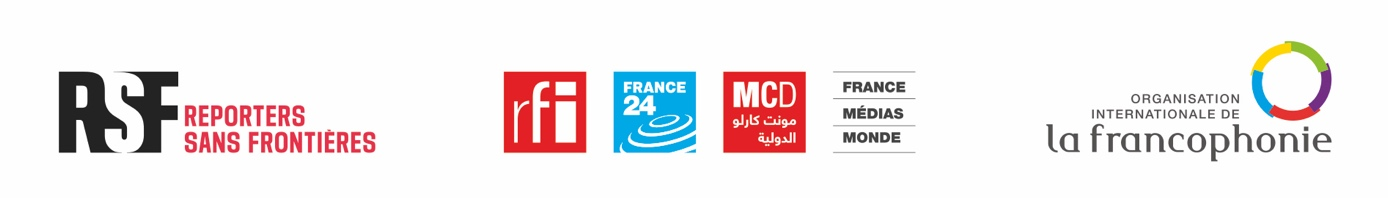 RSF
REPORTERS
SANS FRONTIÈRES
rfi
FRANCE
24
MCD
مونت كارلو
الدولية
FRANCE
MÉDIAS
MONDE
ORGANISATION
INTERNATIONALE DE
la francophonie